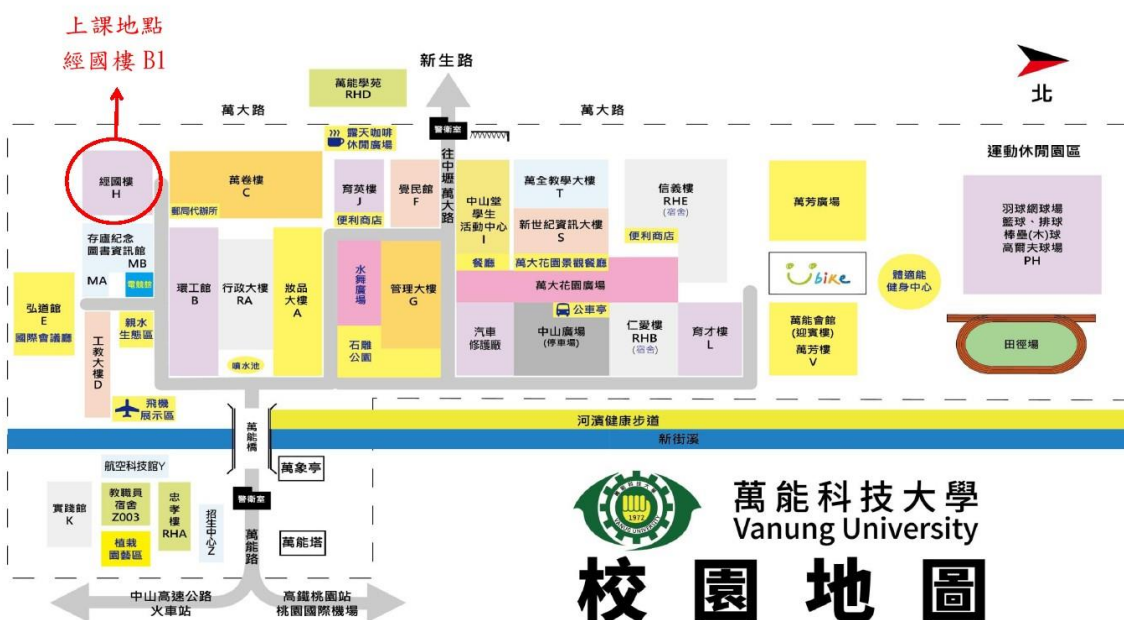 上課地點
經國樓 B1
新生路
北
萬大路
萬能學苑
RHD
萬大路
警衛室
露天咖啡
休閒廣場
往中壢 萬大路
運動休閒園區
經國樓
H
萬卷樓
C
郵局代辦所
育英樓
J
便利商店
覺民館
F
中山堂
學生
活動中心
I
餐廳
萬全教學大樓
T
新世紀資訊大樓
S
萬大花園景觀餐廳
信義樓
RHE
(宿舍)
便利商店
萬芳廣場
羽球網球場
籃球、排球
棒壘(木)球
高爾夫球場
PH
存廬紀念
圖書資訊館
MB
MA
電競館
環工館
B
行政大樓
RA
妝品
大樓
A
水舞廣場
管理大樓
G
萬大花園廣場
Ubike
體適能
健身中心
弘道館
E
國際會議廳
親水
生態區
工教大樓D
噴水池
石雕
公園
汽車
修護廠
公車亭
中山廣場
(停車場)
仁愛樓
RHB
(宿舍)
育才樓
L
萬能會館
(迎賓樓)
萬芳樓
V
田徑場
飛機
展示區
萬能橋
河濱健康步道
新街溪
航空科技館Y
萬象亭
實踐館
K
教職員
宿舍
Z003
植栽
園藝區
忠孝樓
RHA
招生中心Z
警衛室
萬能路
萬能塔
中山高速公路
火車站
高鐵桃園站
桃園國際機場
萬能科技大學
VANUNG UNIVERSITY
1972
萬能科技大學
Vanung University
校園地圖